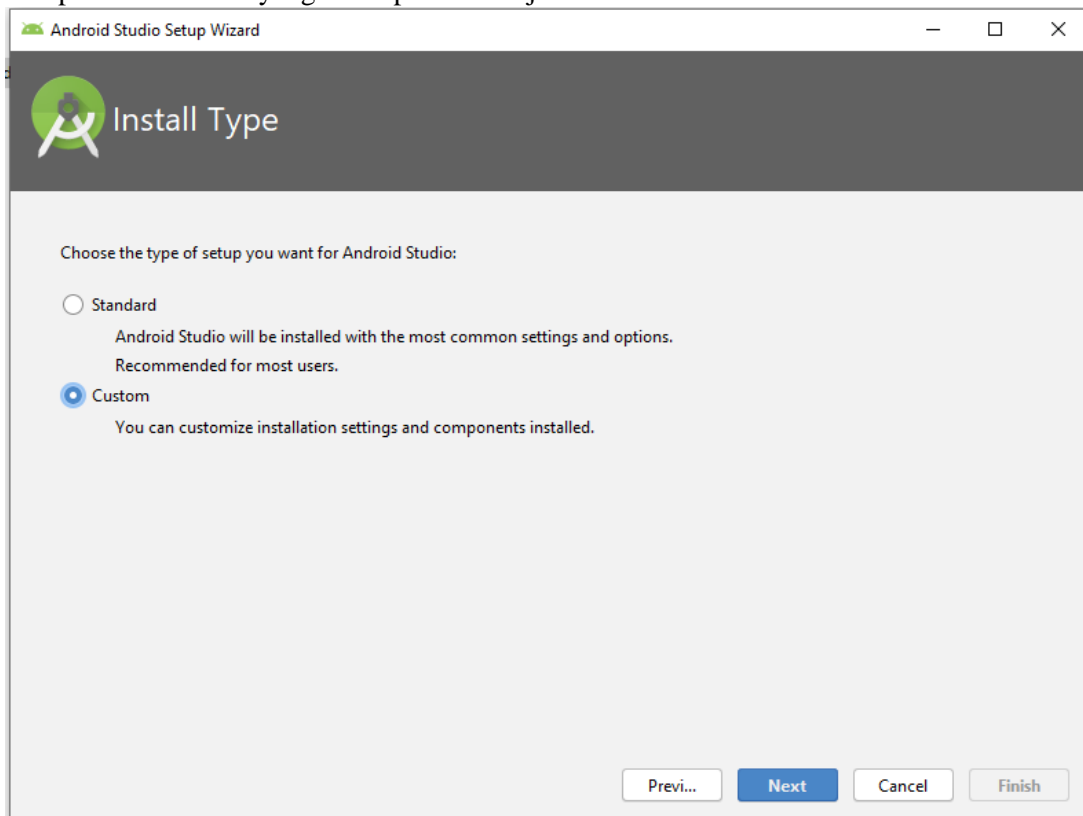 Android Studio Setup Wizard
Install Type
Choose the type of setup you want for Android Studio:
Standard
Android Studio will be installed with the most common settings and options.
Recommended for most users.
Custom
You can customize installation settings and components installed.
Previ... Next Cancel Finish